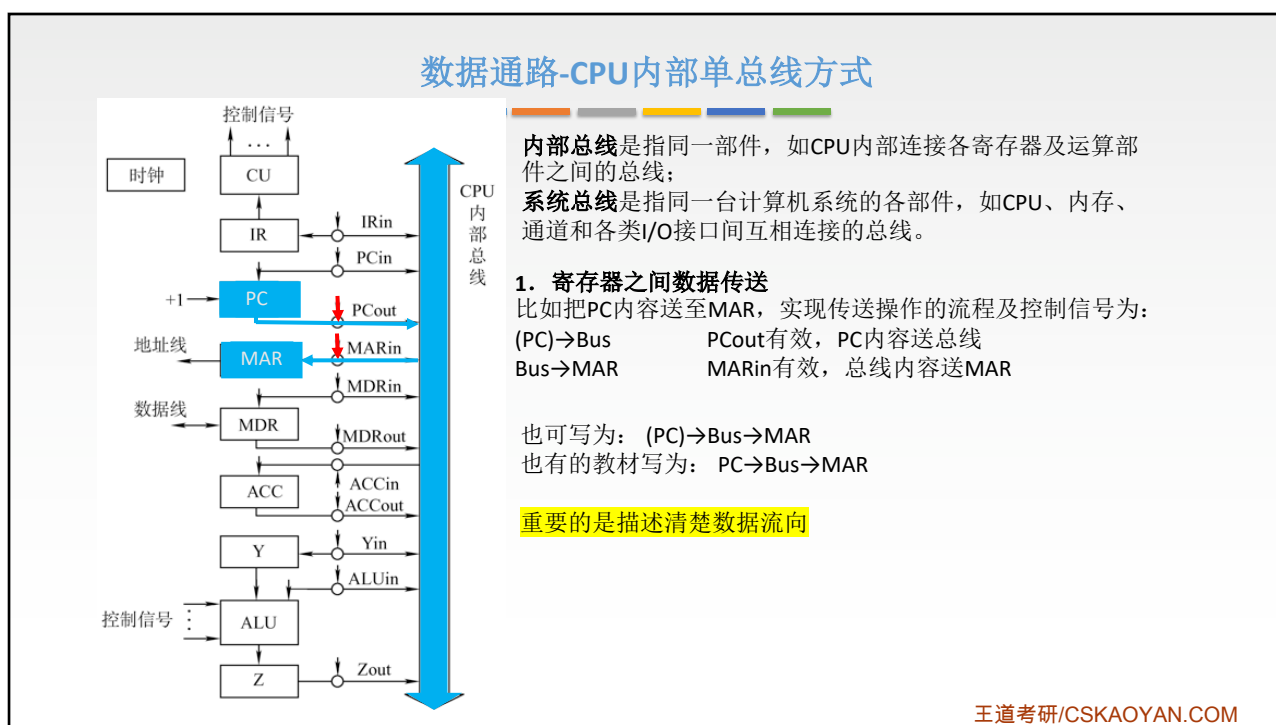 数据通路-CPU内部单总线方式
控制信号
...
时钟
CU
CPU内部总线
IR
IRin
PCin
+1
PC
PCout
地址线
MAR
MARin
MDRin
数据线
MDR
MDRout
ACC
ACCin
ACCout
Y
Yin
ALUin
控制信号
ALU
Z
Zout
内部总线是指同一部件，如CPU内部连接各寄存器及运算部
件之间的总线；
系统总线是指同一台计算机系统的各部件，如CPU、内存、
通道和各类I/O接口间互相连接的总线。
1．寄存器之间数据传送
比如把PC内容送至MAR，实现传送操作的流程及控制信号为：
(PC)→Bus PCout有效，PC内容送总线
Bus→MAR MARin有效，总线内容送MAR
也可写为： (PC)→Bus→MAR
也有的教材写为： PC→Bus→MAR
重要的是描述清楚数据流向
王道考研/CSKAOYAN.COM